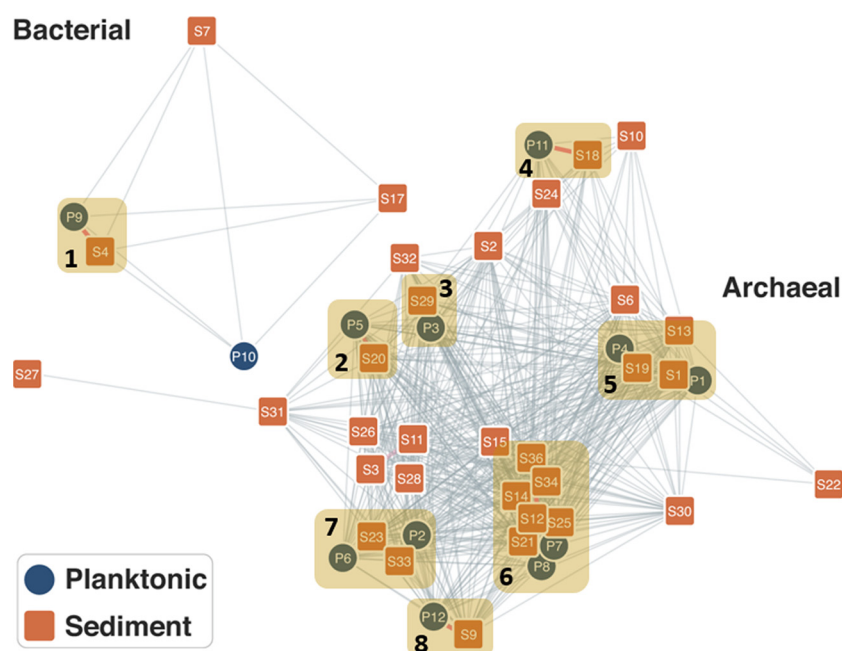 Bacterial
S7
S10
P11
S18
4
S24
S17
P9
S4
1
S2
S32
3
S29
P3
Archaeal
S6
S13
P5
S20
2
P4
S19
S1
P1
5
P10
S27
S31
S26
S11
S15
S3
S28
S36
S34
S14
S12
S25
S21
P7
P8
6
S22
S30
7
S23
P2
P6
S33
P12
S9
8
Planktonic
Sediment